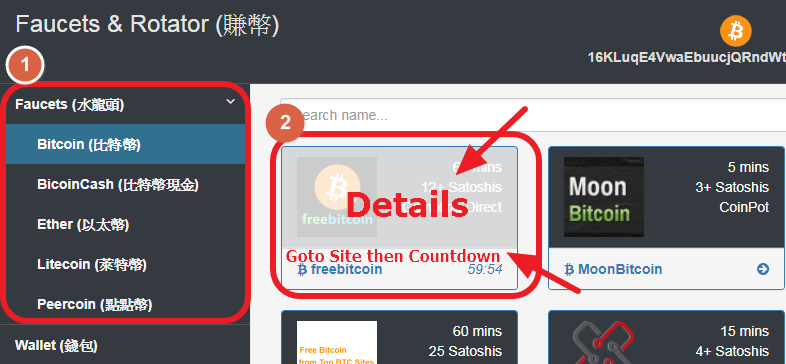 Faucets & Rotator (賺幣)
16KLuqE4VwaEbuucjQRndWt
1
Faucets (水龍頭)
Bitcoin (比特幣)
BicoinCash (比特幣現金)
Ether (以太幣)
Litecoin (萊特幣)
Peercoin (點點幣)
Wallet (錢包)
earch name...
2
mins
12+ Satoshis
Direct
freebitcoin
Details
Goto Site then Countdown
freebitcoin 59:54
Moon
Bitcoin
5 mins
3+ Satoshis
CoinPot
MoonBitcoin
Free Bitcoin
from Top BTC Sites
60 mins
25 Satoshis
15 mins
4+ Satoshis